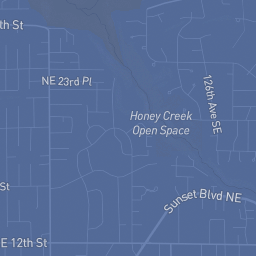 th St
NE 23rd Pl
126th Ave SE
Honey Creek
Open Space
St
Sunset Blvd NE
E 12th St